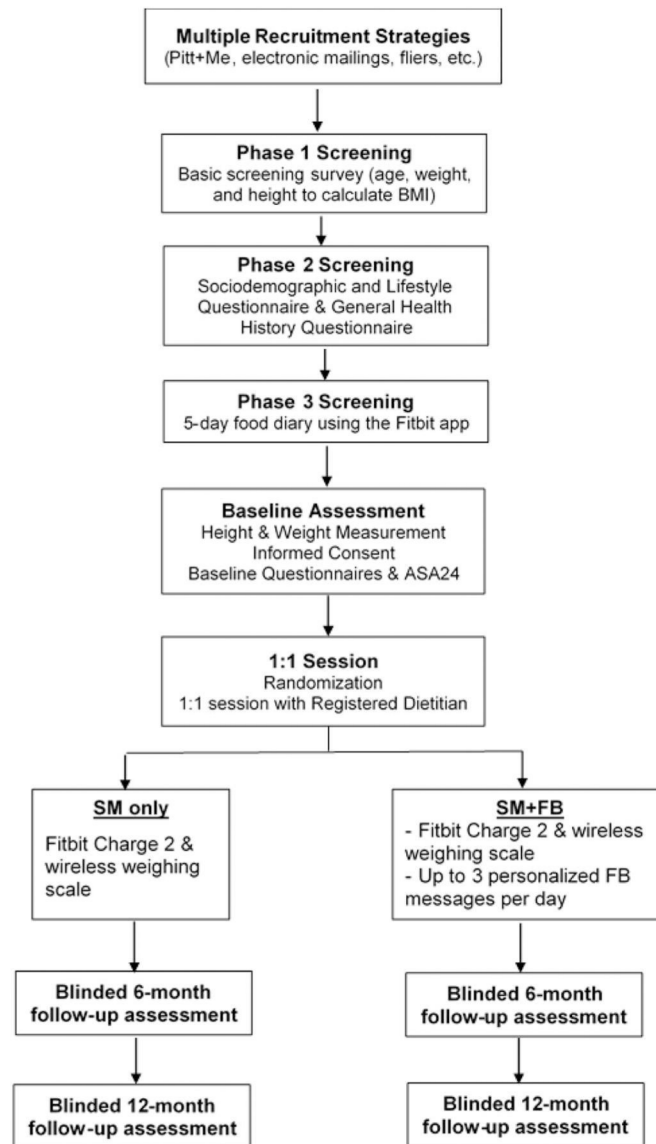 Multiple Recruitment Strategies
(Pitt+Me, electronic mailings, fliers, etc.)
Phase 1 Screening
Basic screening survey (age, weight,
and height to calculate BMI)
Phase 2 Screening
Sociodemographic and Lifestyle
Questionnaire & General Health
History Questionnaire
Phase 3 Screening
5-day food diary using the Fitbit app
Baseline Assessment
Height & Weight Measurement
Informed Consent
Baseline Questionnaires & ASA24
1:1 Session
Randomization
1:1 session with Registered Dietitian
SM only
Fitbit Charge 2 &
wireless weighing
scale
SM+FB
- Fitbit Charge 2 & wireless
weighing scale
- Up to 3 personalized FB
messages per day
Blinded 6-month
follow-up assessment
Blinded 6-month
follow-up assessment
Blinded 12-month
follow-up assessment
Blinded 12-month
follow-up assessment